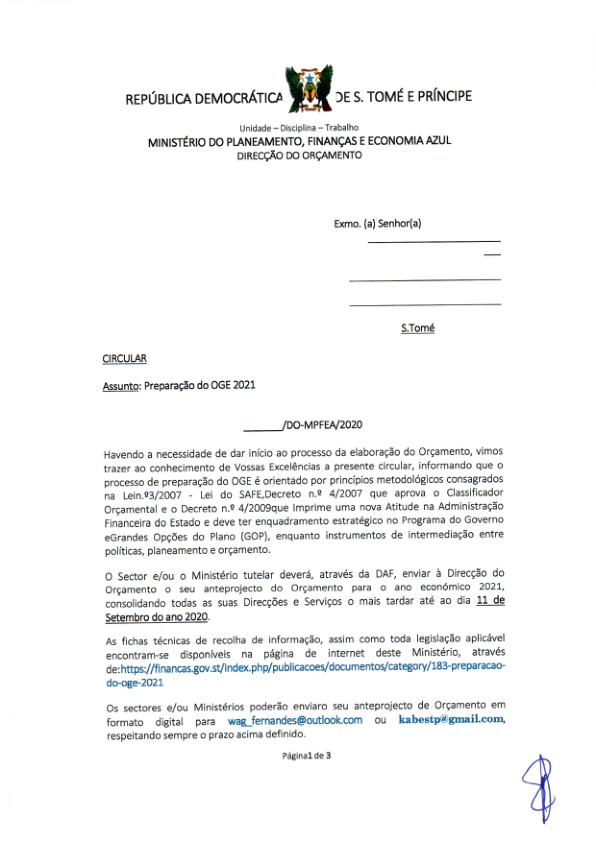 REPÚBLICA DEMOCRÁTICA DE S. TOMÉ E PRÍNCIPE
Unidade – Disciplina – Trabalho
MINISTÉRIO DO PLANEAMENTO, FINANÇAS E ECONOMIA AZUL
DIRECÇÃO DO ORÇAMENTO
Exmo. (a) Senhor(a)
S.Tomé
CIRCULAR
Assunto: Preparação do OGE 2021
/DO-MPFEA/2020
Havendo a necessidade de dar início ao processo da elaboração do Orçamento, vimos
trazer ao conhecimento de Vossas Excelências a presente circular, informando que o
processo de preparação do OGE é orientado por princípios metodológicos consagrados
na Lein.º3/2007 - Lei do SAFE,Decreto n.º 4/2007 que aprova o Classificador
Orçamental e o Decreto n.º 4/2009que Imprime uma nova Atitude na Administração
Financeira do Estado e deve ter enquadramento estratégico no Programa do Governo
eGrandes Opções do Plano (GOP), enquanto instrumentos de intermediação entre
políticas, planeamento e orçamento.
O Sector e/ou o Ministério tutelar deverá, através da DAF, enviar à Direcção do
Orçamento o seu anteprojecto do Orçamento para o ano económico 2021,
consolidando todas as suas Direcções e Serviços o mais tardar até ao dia 11 de
Setembro do ano 2020.
As fichas técnicas de recolha de informação, assim como toda legislação aplicável
encontram-se disponíveis na página de internet deste Ministério, através
de:https://financas.gov.st/index.php/publicacoes/documentos/category/183-preparacao-
do-oge-2021
Os sectores e/ou Ministérios poderão enviaro seu anteprojecto de Orçamento em
formato digital para wag_fernandes@outlook.com ou kabestp@gmail.com,
respeitando sempre o prazo acima definido.
Página1 de 3